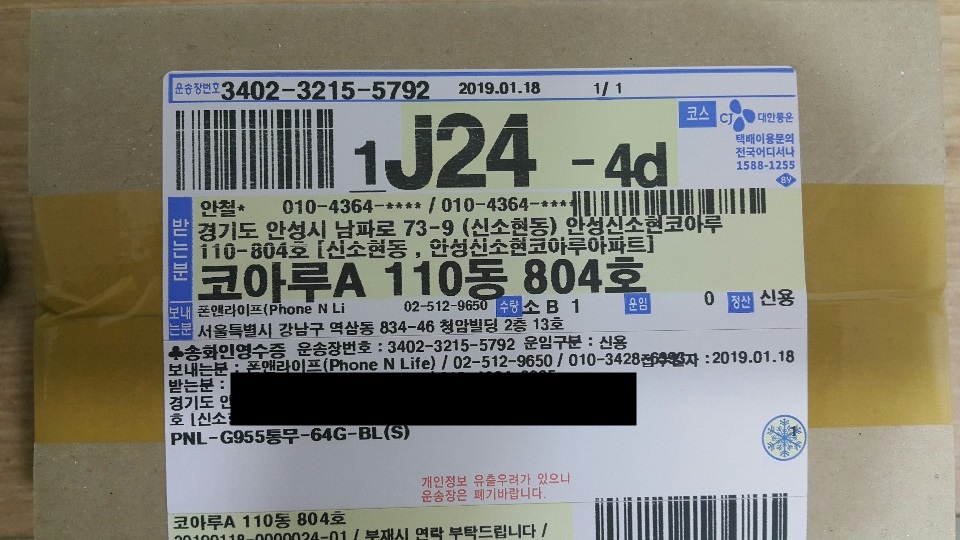 운송장번호 3402-3215-5792 2019.01.18 1/ 1
코스 CJ 대한통운
택배이용문의
전국어디서나
1588-1255
1J24 - 4d
받는분
안철* 010-4364-**** / 010-4364-****
경기도 안성시 남파로 73-9 (신소현동) 안성신소현코아루
110-804호 [신소현동 , 안성신소현코아루아파트]
코아루A 110동 804호
보내는분
폰앤라이프(Phone N Li 02-512-9650 수량 소 B 1 운임 0 정산 신용
서울특별시 강남구 역삼동 834-46 청암빌딩 2층 13호
♣송화인영수증 운송장번호 : 3402-3215-5792 운임구분 : 신용
보내는분 : 폰앤라이프(Phone N Life) / 02-512-9650 / 010-3428- :2019.01.18
받는분 :
경기도 안
호 [신소
PNL-G955통무-64G-BL(S)
개인정보 유출우려가 있으니
운송장은 폐기바랍니다.
코아루A 110동 804호
20190118-0000024-01 / 부재시 연락 부탁드립니다 /